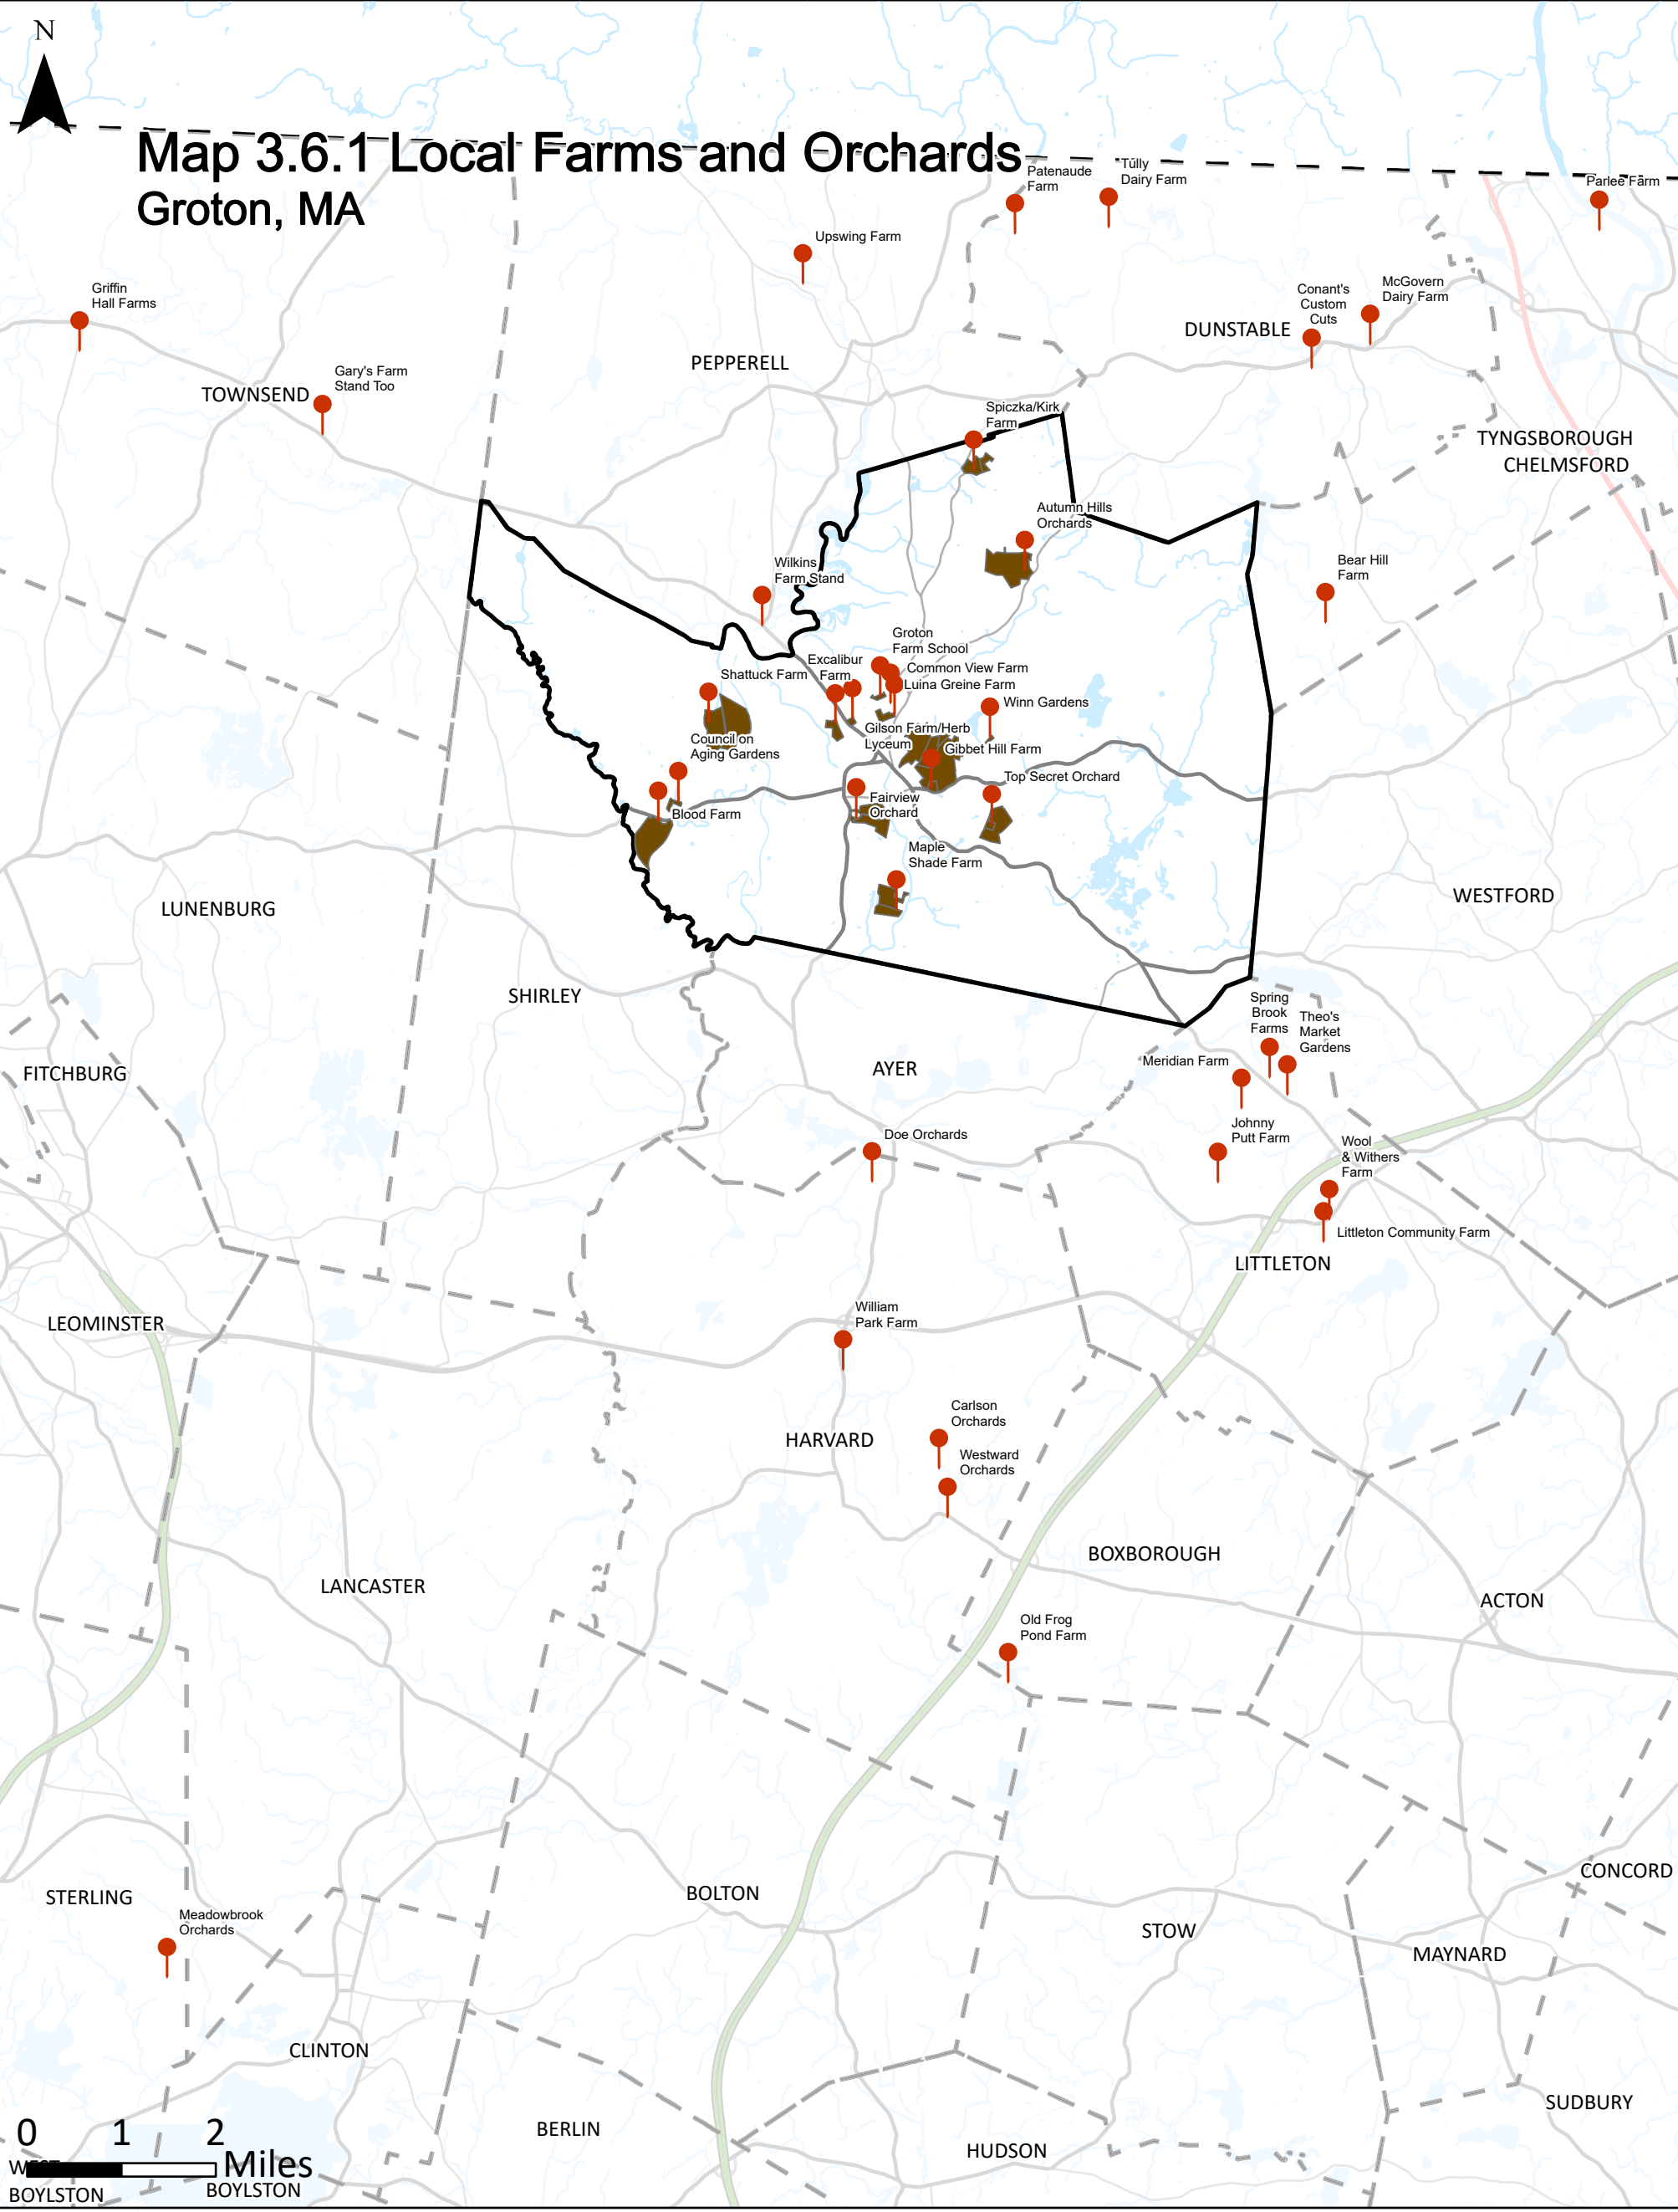 N
Map 3.6.1 Local Farms and Orchards
Groton, MA
Patenaude
Farm
Tully
Dairy Farm
Parlee Farm
Upswing Farm
Griffin
Hall Farms
Conant's
Custom
Cuts
McGovern
Dairy Farm
DUNSTABLE
PEPPERELL
Gary's Farm
Stand Too
TOWNSEND
Spiczka/Kirk
Farm
TYNGSBOROUGH
CHELMSFORD
Autumn Hills
Orchards
Wilkins
Farm Stand
Bear Hill
Farm
Groton
Farm School
Excalibur
Farm
Common View Farm
Shattuck Farm
Luina Greine Farm
Winn Gardens
Gilson Farm/Herb
Lyceum
Council on
Aging Gardens
Gibbet Hill Farm
Top Secret Orchard
Fairview
Orchard
Blood Farm
Maple
Shade Farm
LUNENBURG
WESTFORD
SHIRLEY
Spring
Brook
Farms
Theo's
Market
Gardens
Meridian Farm
AYER
FITCHBURG
Johnny
Putt Farm
Doe Orchards
Wool
& Withers
Farm
Littleton Community Farm
LITTLETON
William
Park Farm
LEOMINSTER
Carlson
Orchards
HARVARD
Westward
Orchards
BOXBOROUGH
LANCASTER
ACTON
Old Frog
Pond Farm
CONCORD
STERLING
BOLTON
Meadowbrook
Orchards
STOW
MAYNARD
CLINTON
SUDBURY
BERLIN
HUDSON
0 1 2
Miles
WEST
BOYLSTON
BOYLSTON